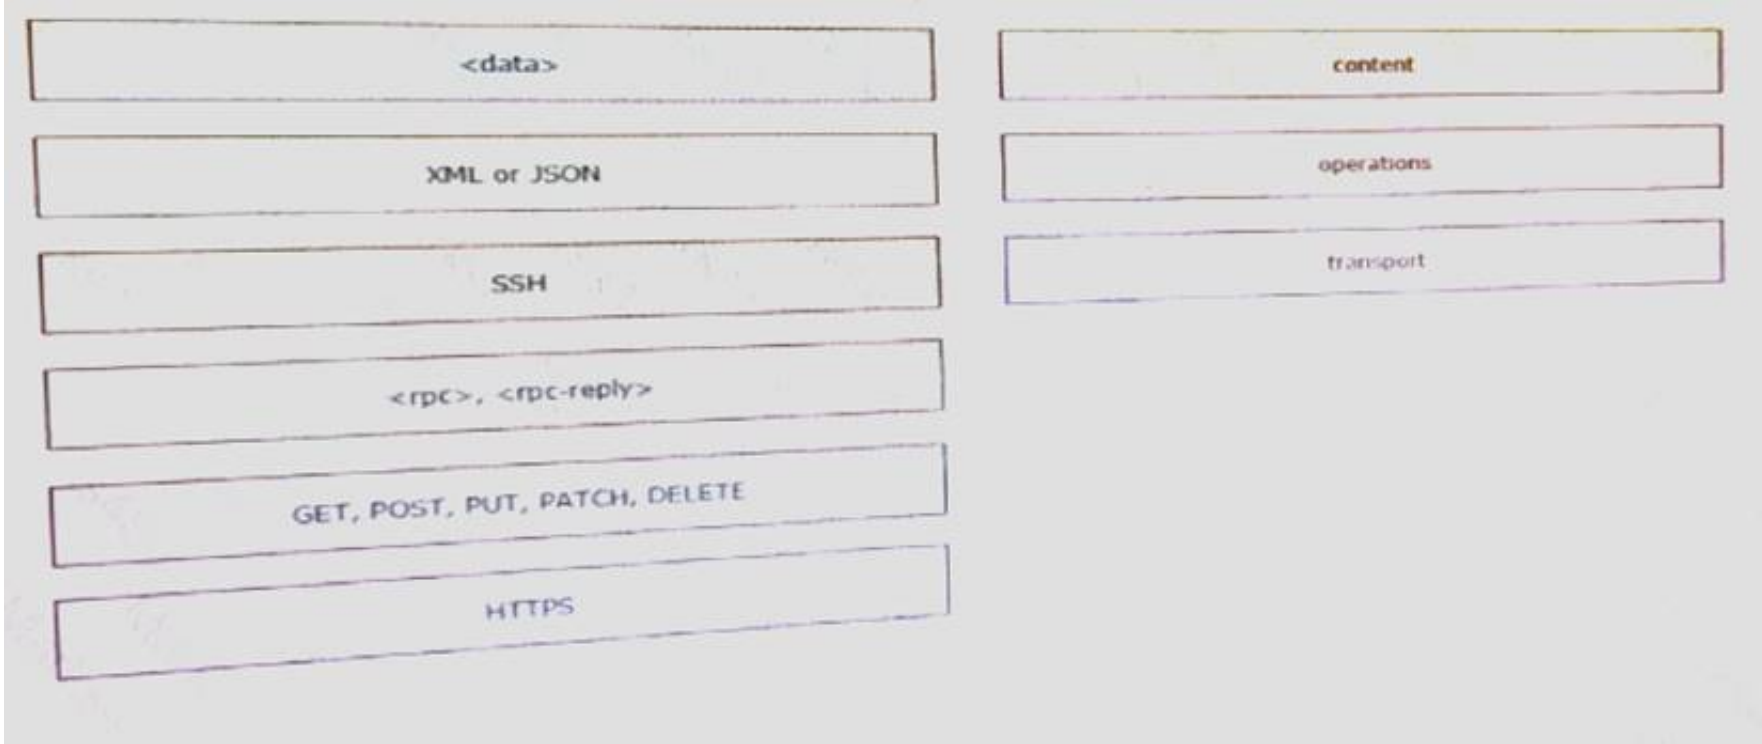 <data>
XML or JSON
SSH
<rpc>, <rpc-reply>
GET, POST, PUT, PATCH, DELETE
HTTPS
content
operations
transport